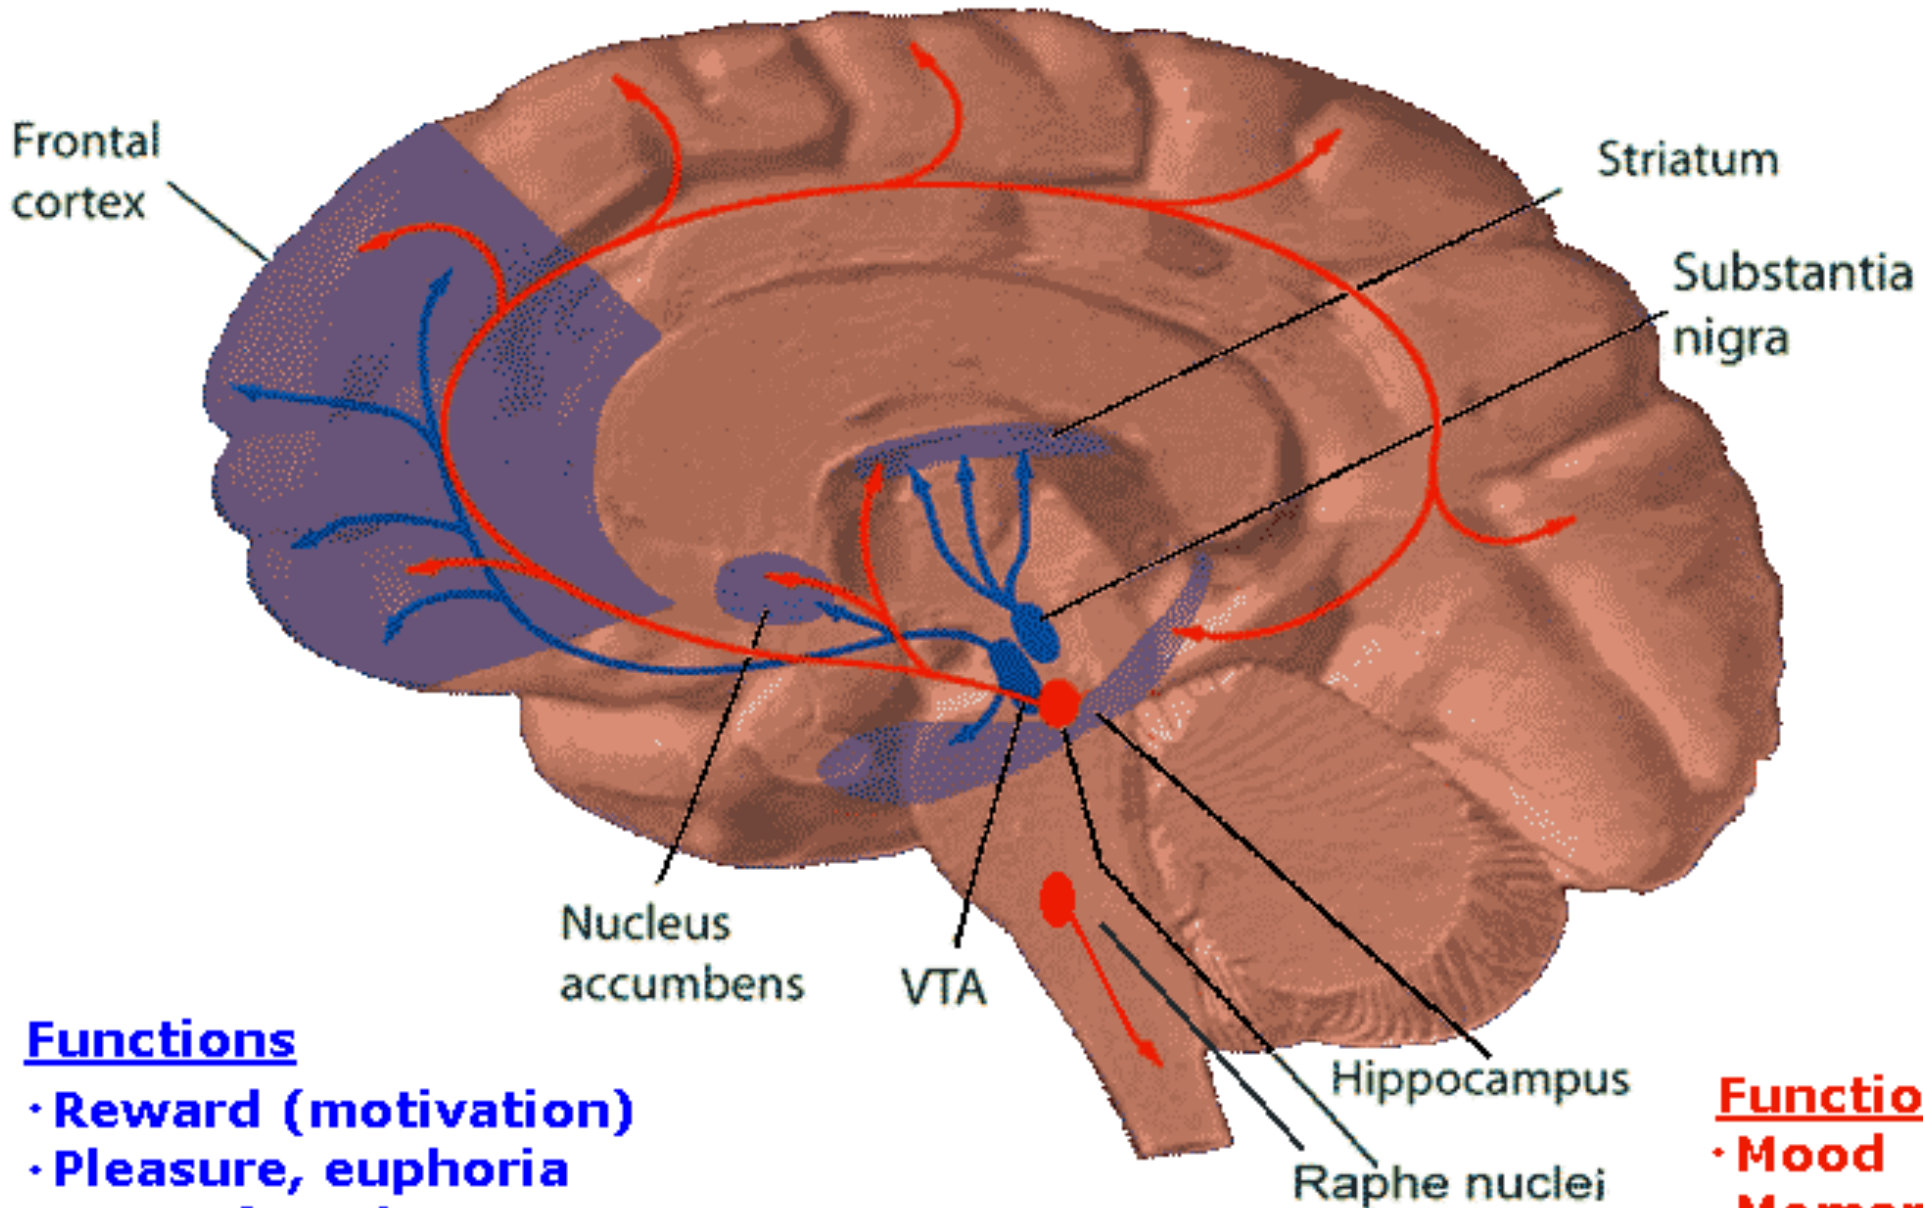 Frontal
cortex
Striatum
Substantia
nigra
Nucleus
accumbens
VTA
Hippocampus
Raphe nuclei
Functions
· Reward (motivation)
· Pleasure, euphoria
Functio
· Mood